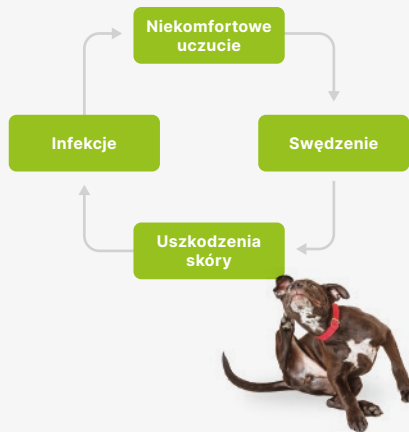 Niekomfortowe
uczucie
Infekcje
Swędzenie
Uszkodzenia
skóry